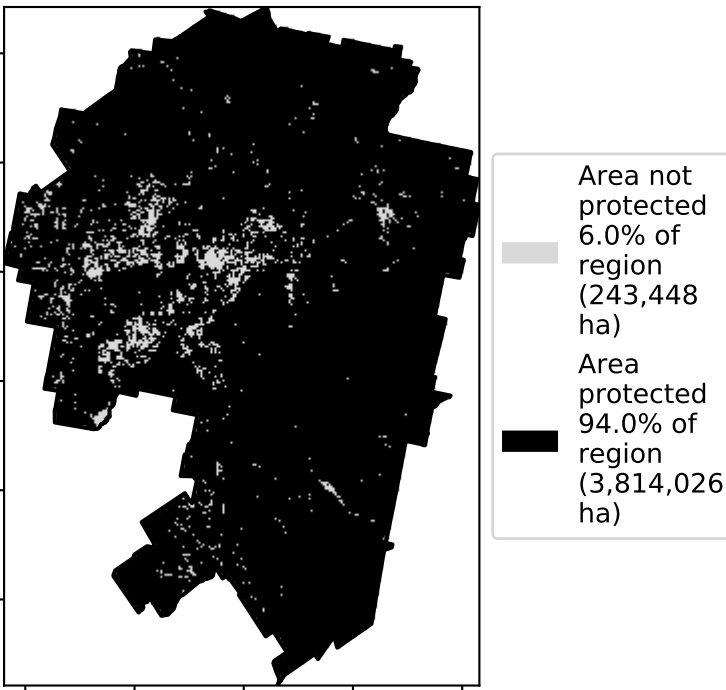 Area not
protected
6.0% of
region
(243,448
ha)
Area
protected
94.0% of
region
(3,814,026
ha)